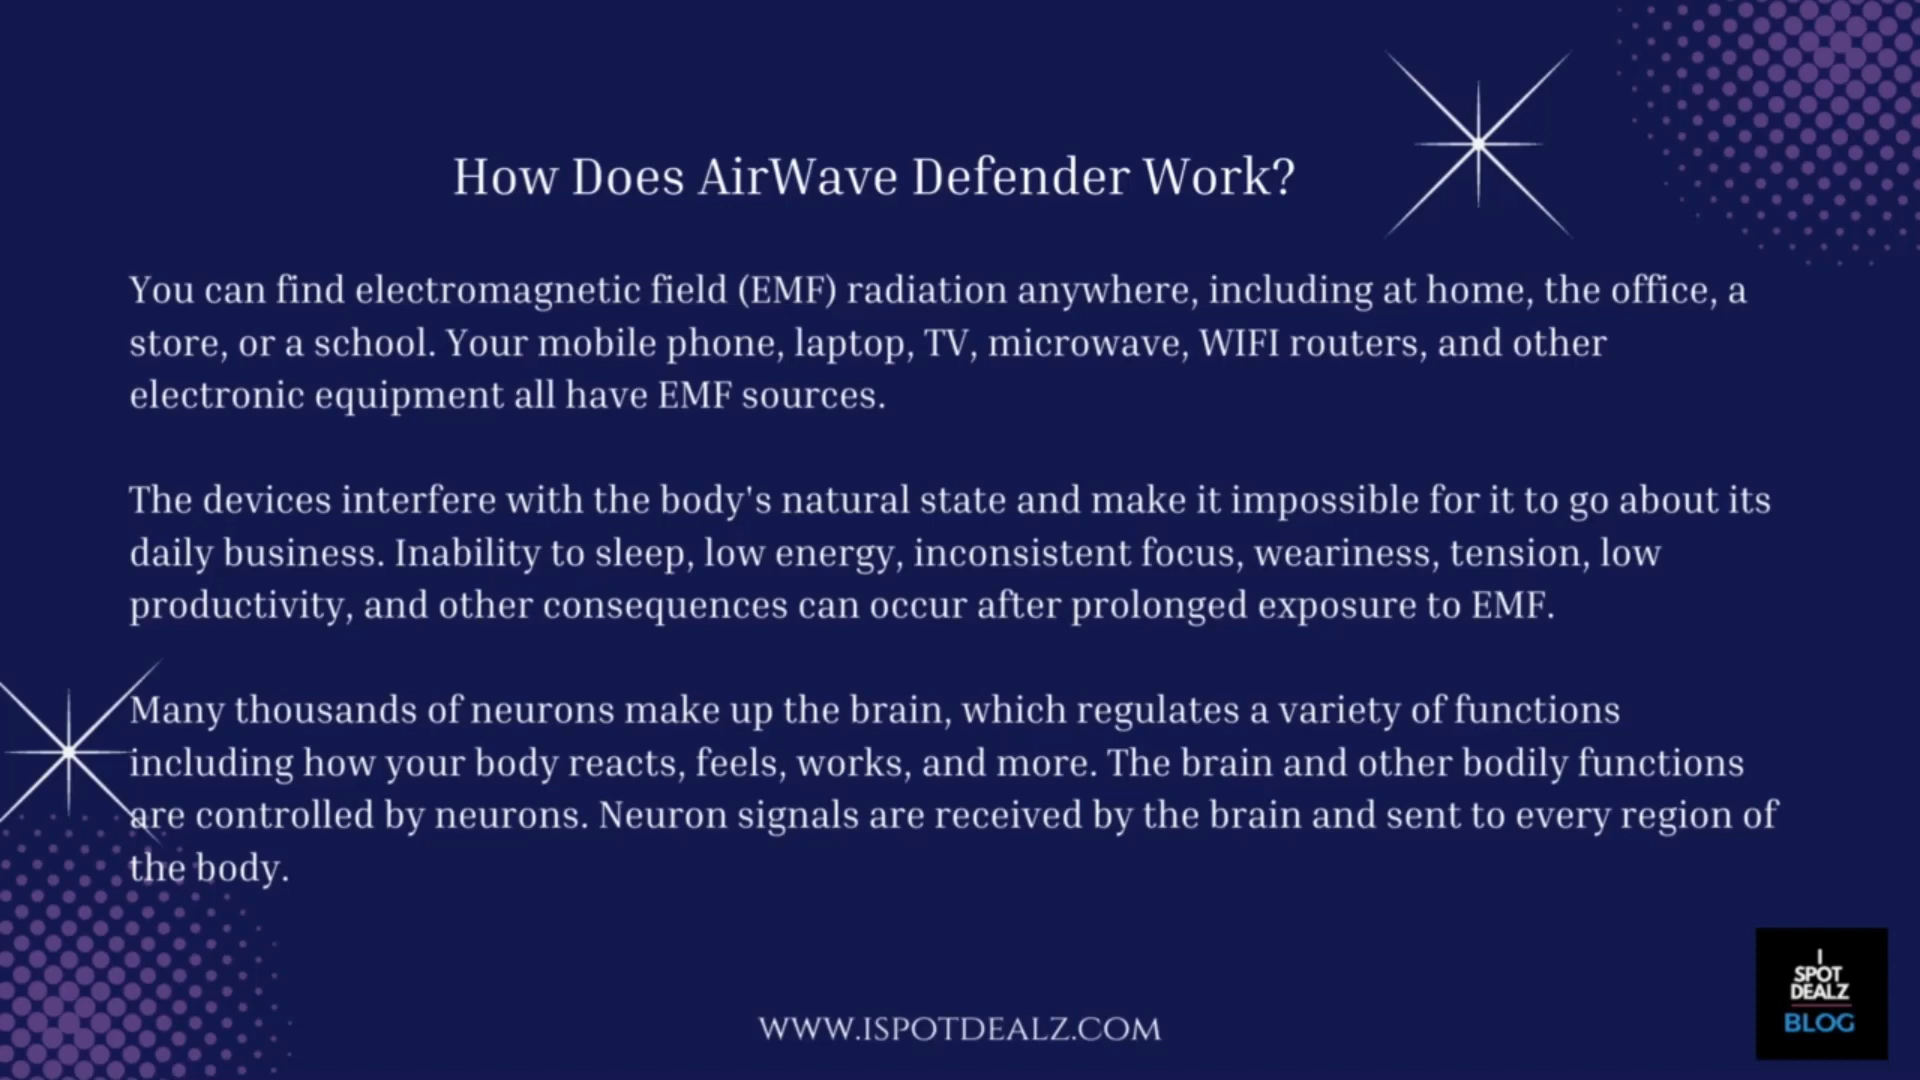 How Does AirWave Defender Work?
You can find electromagnetic field (EMF) radiation anywhere, including at home, the office, a
store, or a school. Your mobile phone, laptop, TV, microwave, WIFI routers, and other
electronic equipment all have EMF sources.
The devices interfere with the body's natural state and make it impossible for it to go about its
daily business. Inability to sleep, low energy, inconsistent focus, weariness, tension, low
productivity, and other consequences can occur after prolonged exposure to EMF.
Many thousands of neurons make up the brain, which regulates a variety of functions
including how your body reacts, feels, works, and more. The brain and other bodily functions
are controlled by neurons. Neuron signals are received by the brain and sent to every region of
the body.
WWW.ISPOTDEALZ.COM
I
SPOT
DEALZ
BLOG